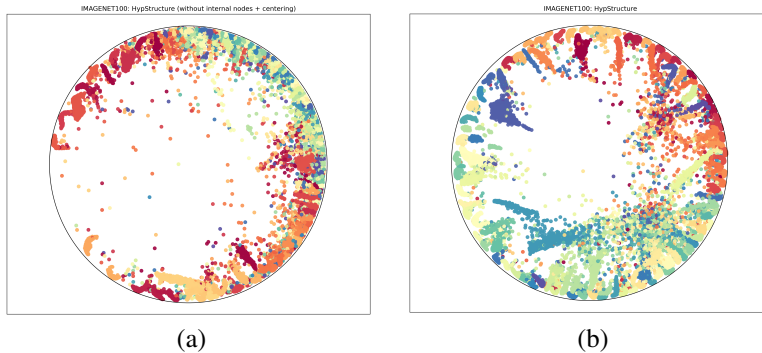 IMAGENET100: HypStructure (without internal nodes + centering)
IMAGENET100: HypStructure
(a)
(b)